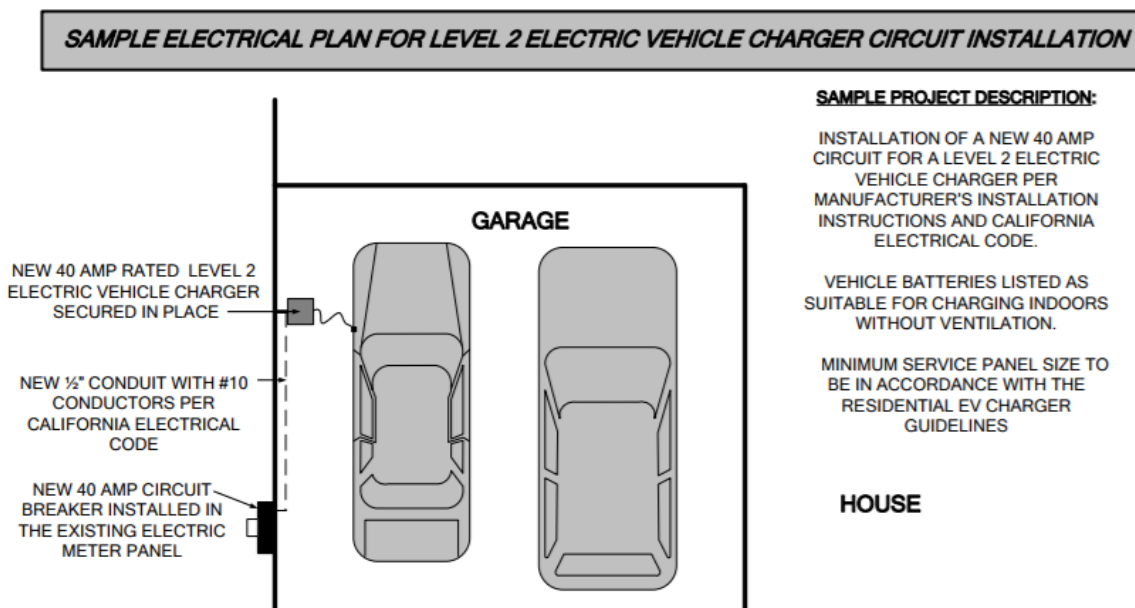 SAMPLE ELECTRICAL PLAN FOR LEVEL 2 ELECTRIC VEHICLE CHARGER CIRCUIT INSTALLATION
SAMPLE PROJECT DESCRIPTION:
INSTALLATION OF A NEW 40 AMP
CIRCUIT FOR A LEVEL 2 ELECTRIC
VEHICLE CHARGER PER
MANUFACTURER'S INSTALLATION
INSTRUCTIONS AND CALIFORNIA
ELECTRICAL CODE.
VEHICLE BATTERIES LISTED AS
SUITABLE FOR CHARGING INDOORS
WITHOUT VENTILATION.
MINIMUM SERVICE PANEL SIZE TO
BE IN ACCORDANCE WITH THE
RESIDENTIAL EV CHARGER
GUIDELINES
GARAGE
NEW 40 AMP RATED LEVEL 2
ELECTRIC VEHICLE CHARGER
SECURED IN PLACE
NEW ½" CONDUIT WITH #10
CONDUCTORS PER
CALIFORNIA ELECTRICAL
CODE
NEW 40 AMP CIRCUIT
BREAKER INSTALLED IN
THE EXISTING ELECTRIC
METER PANEL
HOUSE